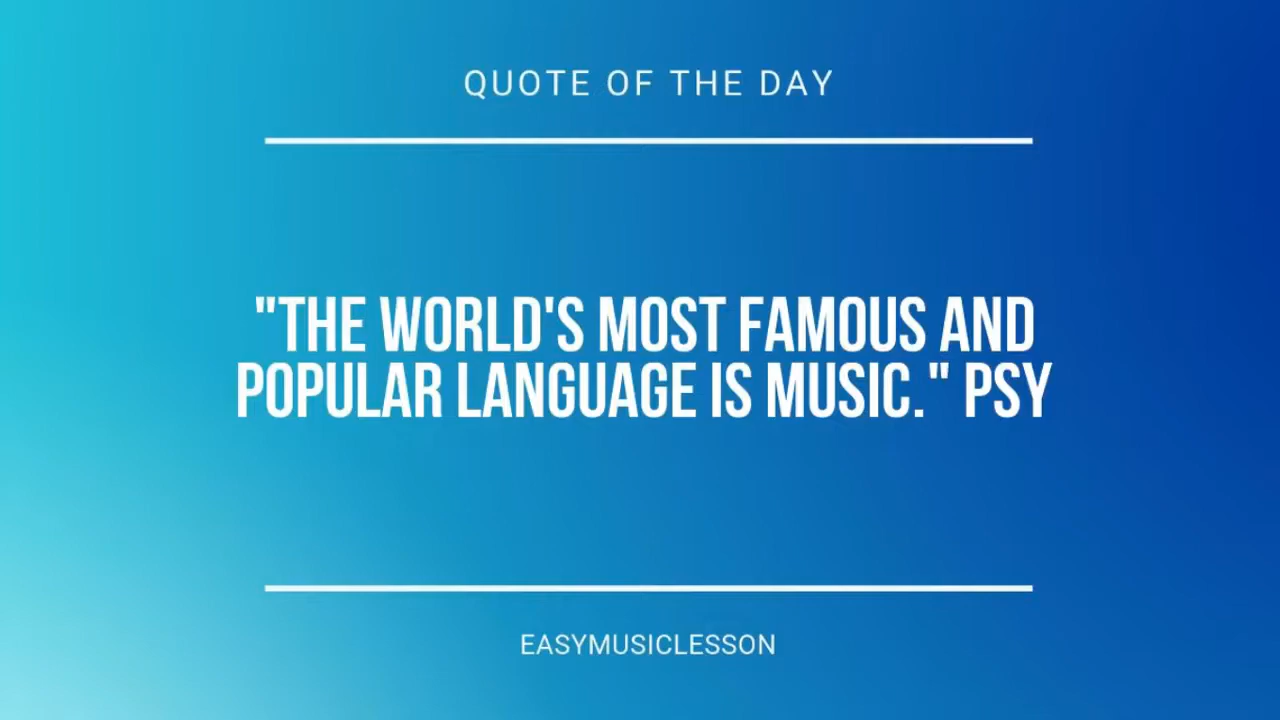 QUOTE OF THE DAY
"THE WORLD'S MOST FAMOUS AND
POPULAR LANGUAGE IS MUSIC." PSY
EASYMUSICLESSON